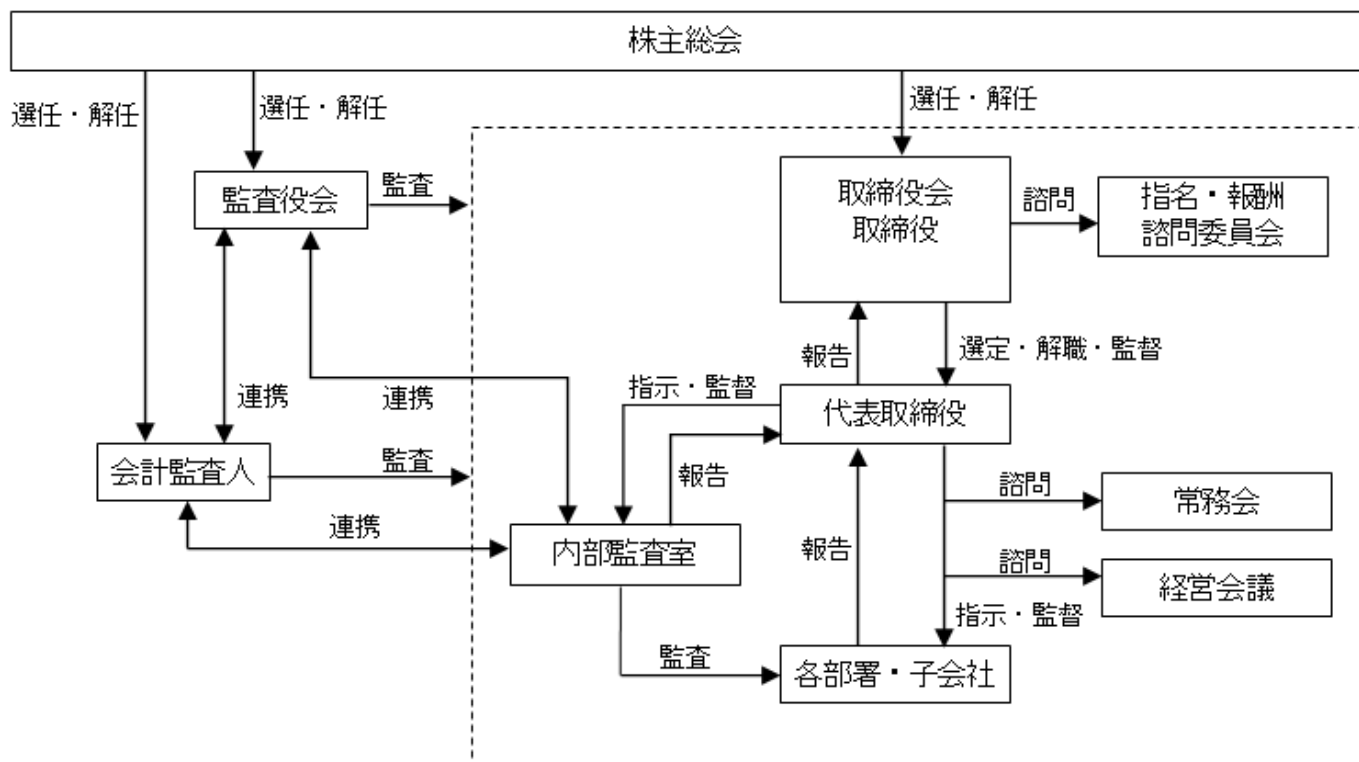 株主総会
選任・解任
選任・解任
選任・解任
監査役会
監査
取締役会
取締役
諮問
指名・報酬
諮問委員会
報告
選定・解職・監督
連携
連携
指示・監督
代表取締役
会計監査人
監査
報告
諮問
常務会
連携
内部監査室
報告
諮問
経営会議
指示・監督
監査
各部署・子会社